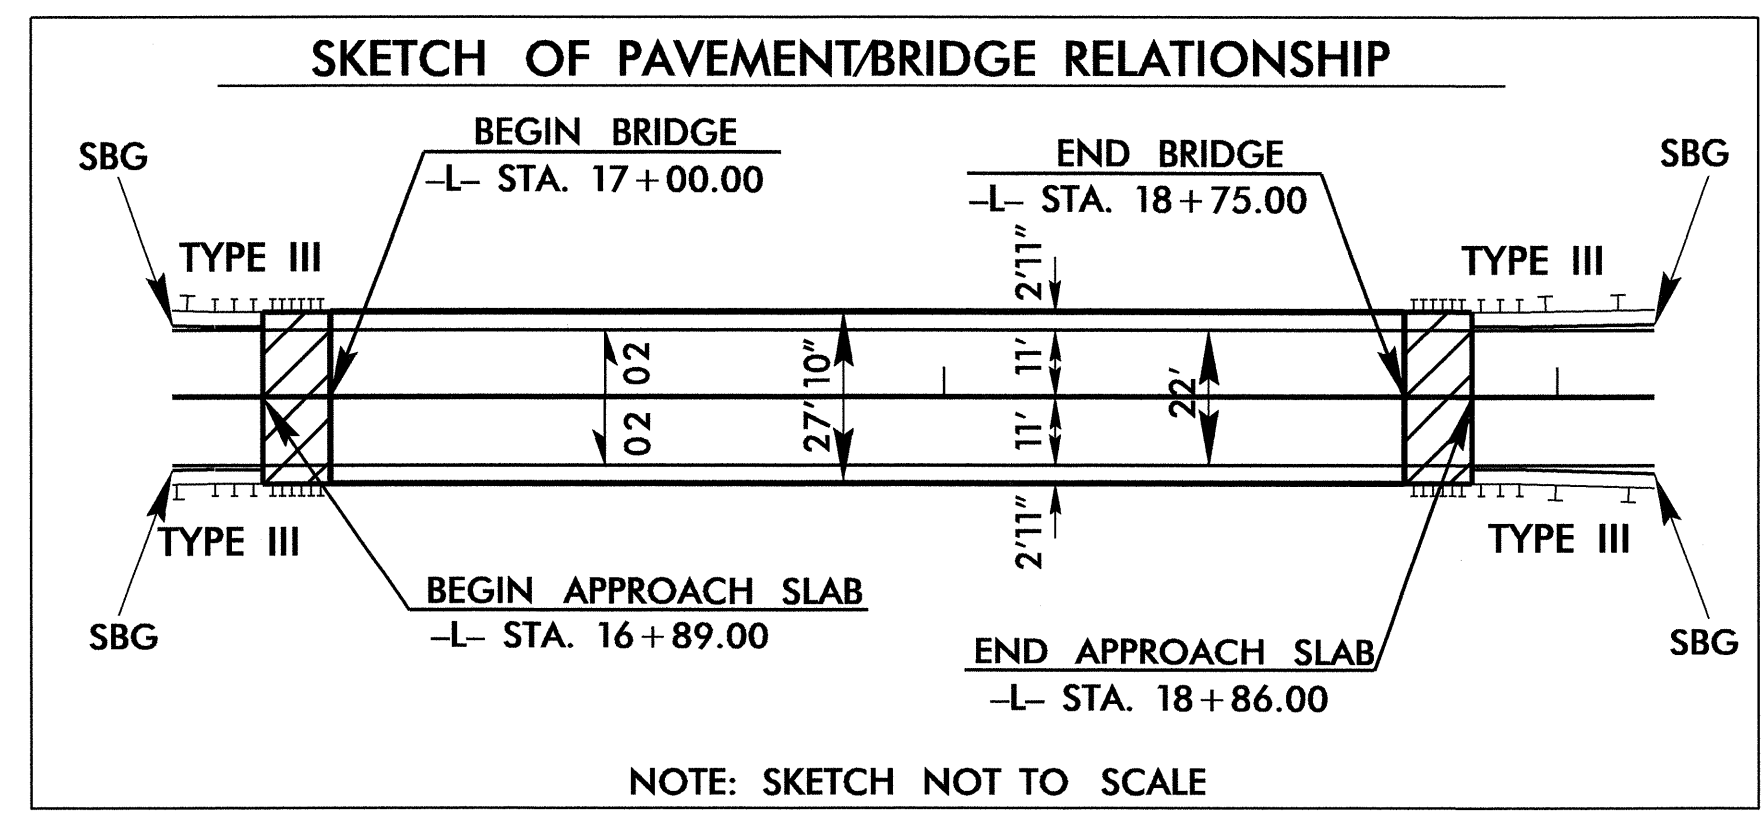 SKETCH OF PAVEMENT/BRIDGE RELATIONSHIP
BEGIN BRIDGE
-L- STA. 17+00.00
END BRIDGE
-L- STA. 18+75.00
SBG
SBG
TYPE III
TYPE III
2'11"
02
02
27' 10"
11'
11'
22'
2'11"
TYPE III
TYPE III
BEGIN APPROACH SLAB
-L- STA. 16+89.00
SBG
SBG
END APPROACH SLAB
-L- STA. 18+86.00
NOTE: SKETCH NOT TO SCALE